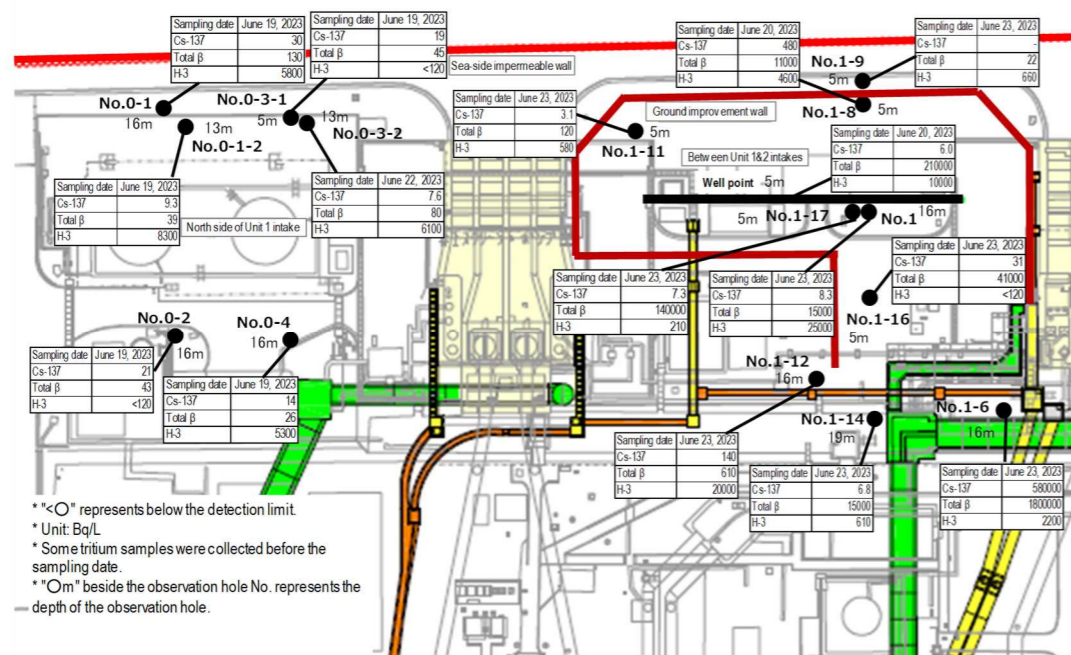 Sampling date June 19, 2023
Cs-137 30
Total β 130
H-3 5800
Sampling date June 19, 2023
Cs-137 19
Total β 45
H-3 <120
Sampling date June 20, 2023
Cs-137 480
Total β 11000
H-3 4600
Sampling date June 23, 2023
Cs-137 -
Total β 22
H-3 660
Sea-side impermeable wall
No.1-9
5m
No.0-1
16m
No.0-3-1
5m
13m
No.0-3-2
13m
No.0-1-2
Sampling date June 23, 2023
Cs-137 3.1
Total β 120
H-3 580
Ground improvement wall
No.1-8
5m
5m
No.1-11
Sampling date June 20, 2023
Cs-137 6.0
Total β 210000
H-3 10000
Between Unit 1&2 intakes
Well point 5m
Sampling date June 19, 2023
Cs-137 9.3
Total β 39
H-3 8300
North side of Unit 1 intake
Sampling date June 22, 2023
Cs-137 7.6
Total β 80
H-3 6100
5m
No.1-17
No.1
16m
Sampling date June 23, 2023
Cs-137 31
Total β 41000
H-3 <120
Sampling date June 23, 2023
Cs-137 7.3
Total β 140000
H-3 210
Sampling date June 23, 2023
Cs-137 8.3
Total β 15000
H-3 25000
No.1-16
5m
No.0-2
16m
No.0-4
16m
Sampling date June 19, 2023
Cs-137 21
Total β 43
H-3 <120
Sampling date June 19, 2023
Cs-137 14
Total β 26
H-3 5300
No.1-12
16m
No.1-14
19m
No.1-6
16m
Sampling date June 23, 2023
Cs-137 140
Total β 610
H-3 20000
Sampling date June 23, 2023
Cs-137 6.8
Total β 15000
H-3 610
Sampling date June 23, 2023
Cs-137 580000
Total β 1800000
H-3 2200
* "<○" represents below the detection limit.
* Unit: Bq/L
* Some tritium samples were collected before the
sampling date.
* "○m" beside the observation hole No. represents the
depth of the observation hole.